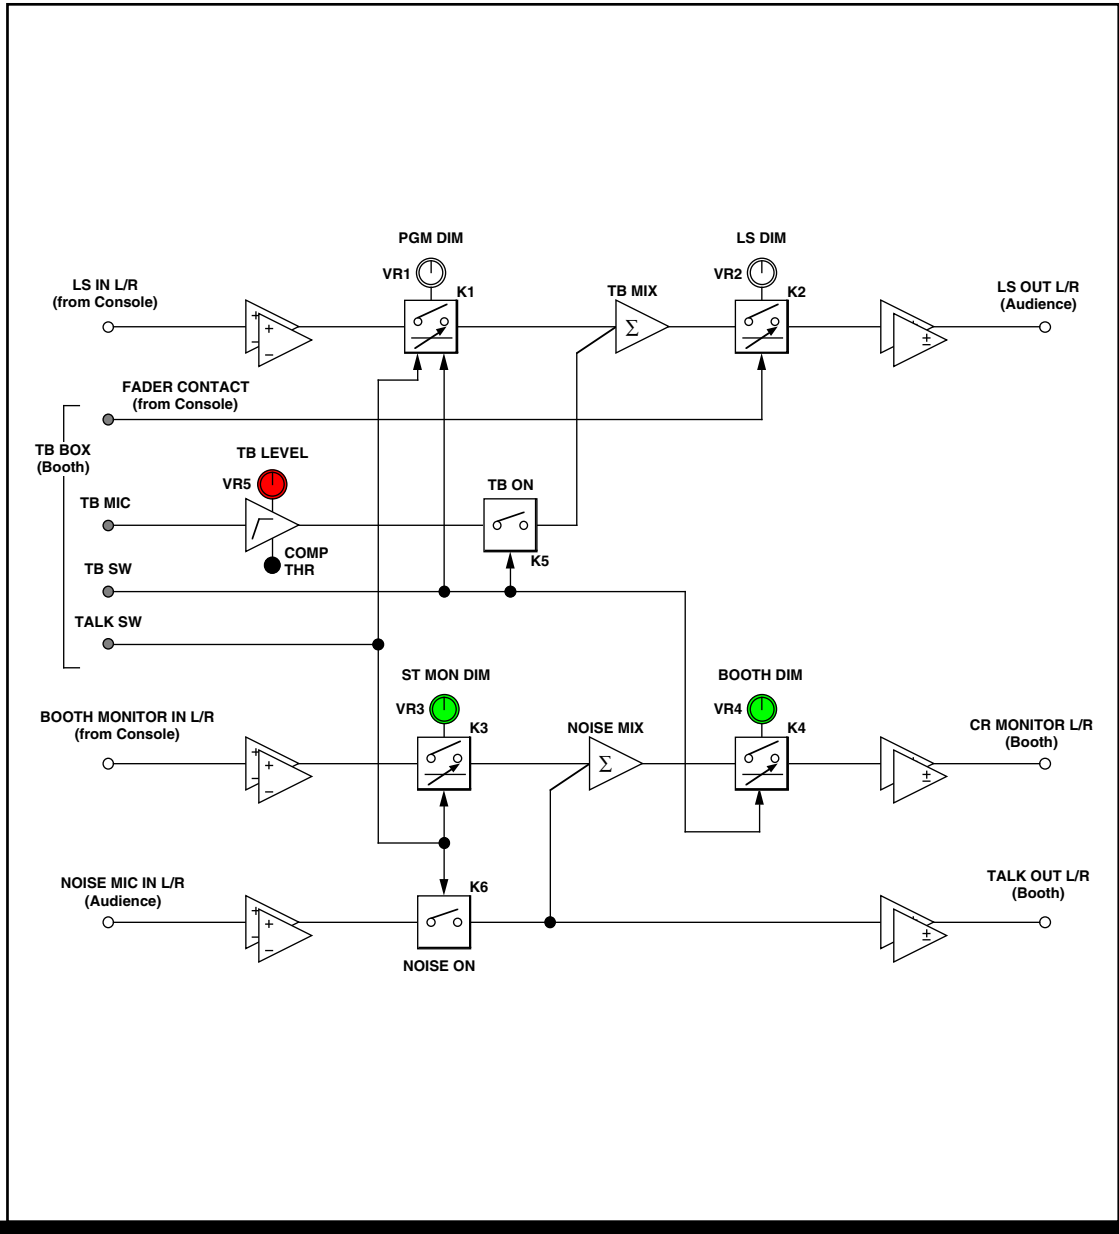 PGM DIM
LS DIM
VR1
VR2
LS IN L/R
(from Console)
K1
TB MIX
K2
LS OUT L/R
(Audience)
+
+
−
−
Σ
±
FADER CONTACT
(from Console)
TB BOX
(Booth)
TB LEVEL
VR5
TB ON
TB MIC
COMP
THR
K5
TB SW
TALK SW
ST MON DIM
BOOTH DIM
VR3
VR4
BOOTH MONITOR IN L/R
(from Console)
K3
NOISE MIX
K4
CR MONITOR L/R
(Booth)
+
+
−
−
Σ
±
NOISE MIC IN L/R
(Audience)
K6
TALK OUT L/R
(Booth)
+
+
−
−
±
NOISE ON